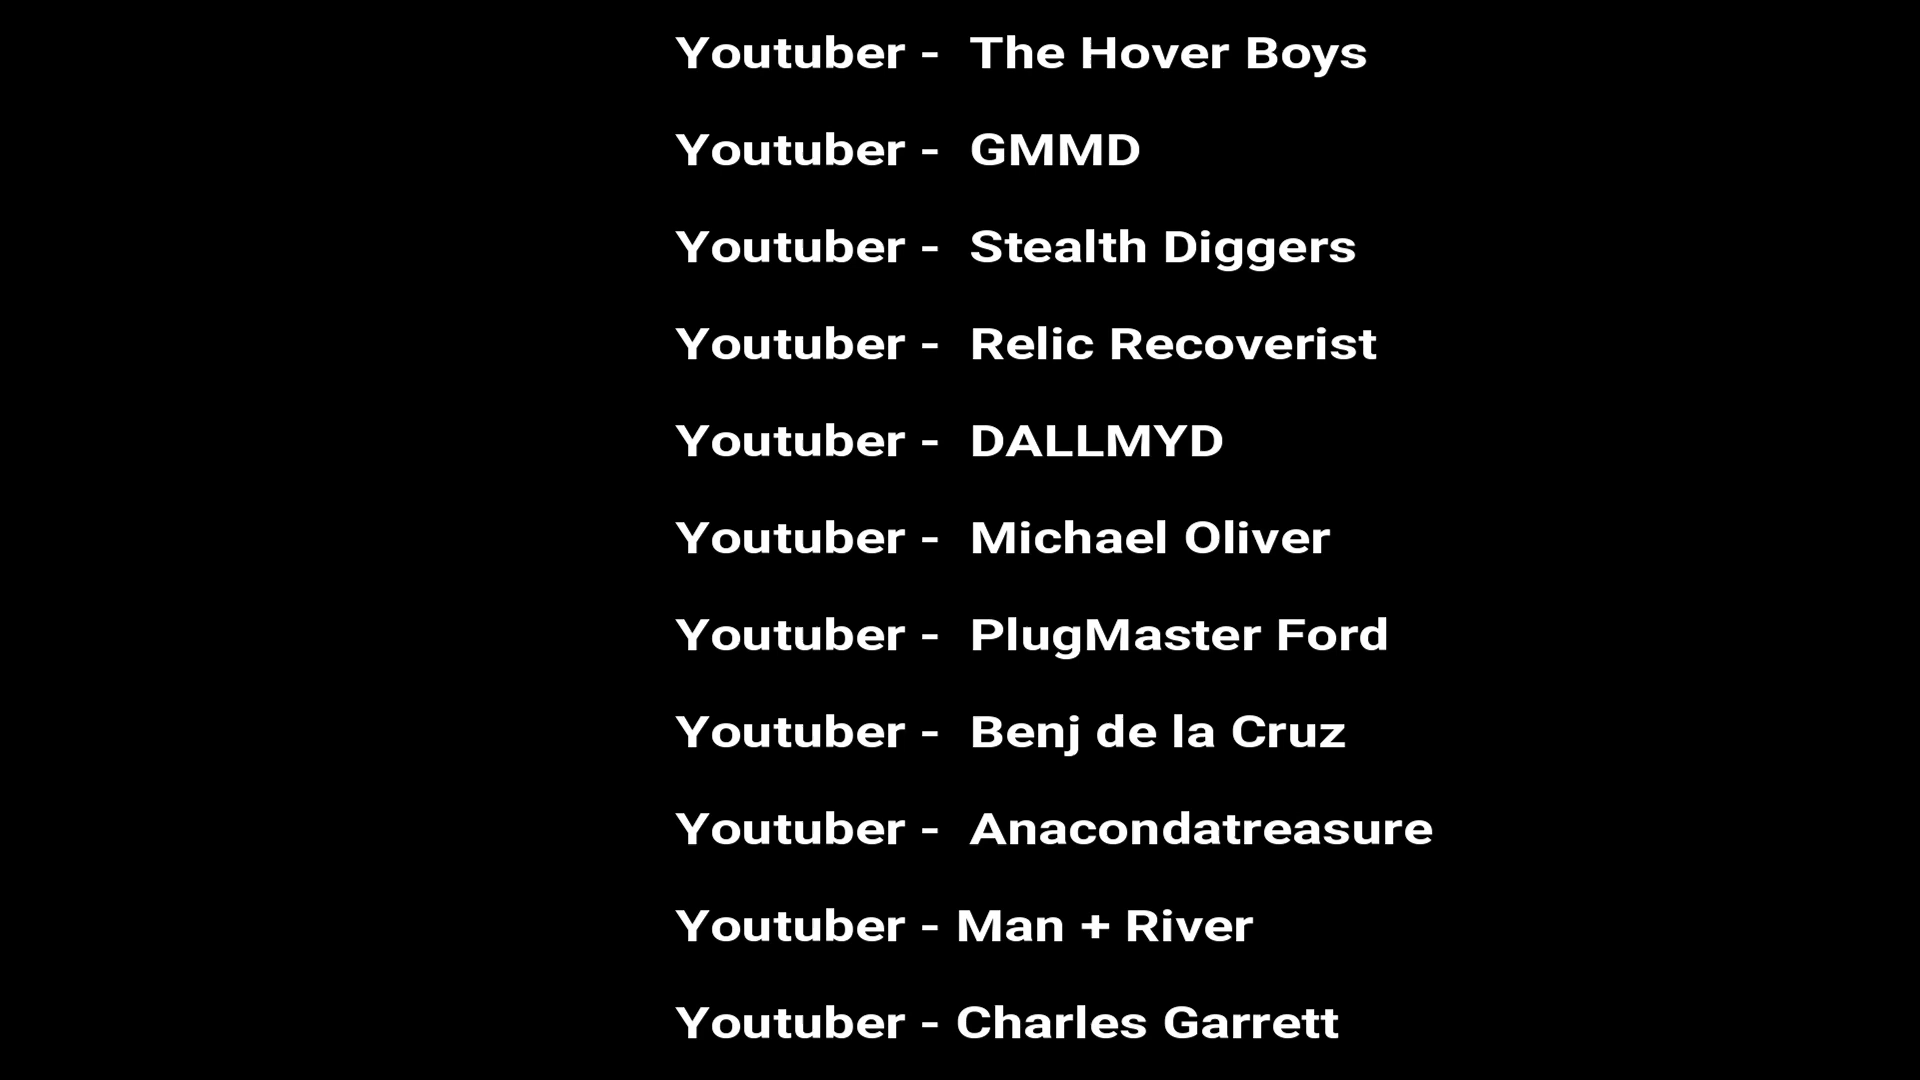 Youtuber - The Hover Boys
Youtuber - GMMD
Youtuber - Stealth Diggers
Youtuber - Relic Recoverist
Youtuber - DALLMYD
Youtuber - Michael Oliver
Youtuber - PlugMaster Ford
Youtuber - Benj de la Cruz
Youtuber - Anacondatreasure
Youtuber - Man + River
Youtuber - Charles Garrett